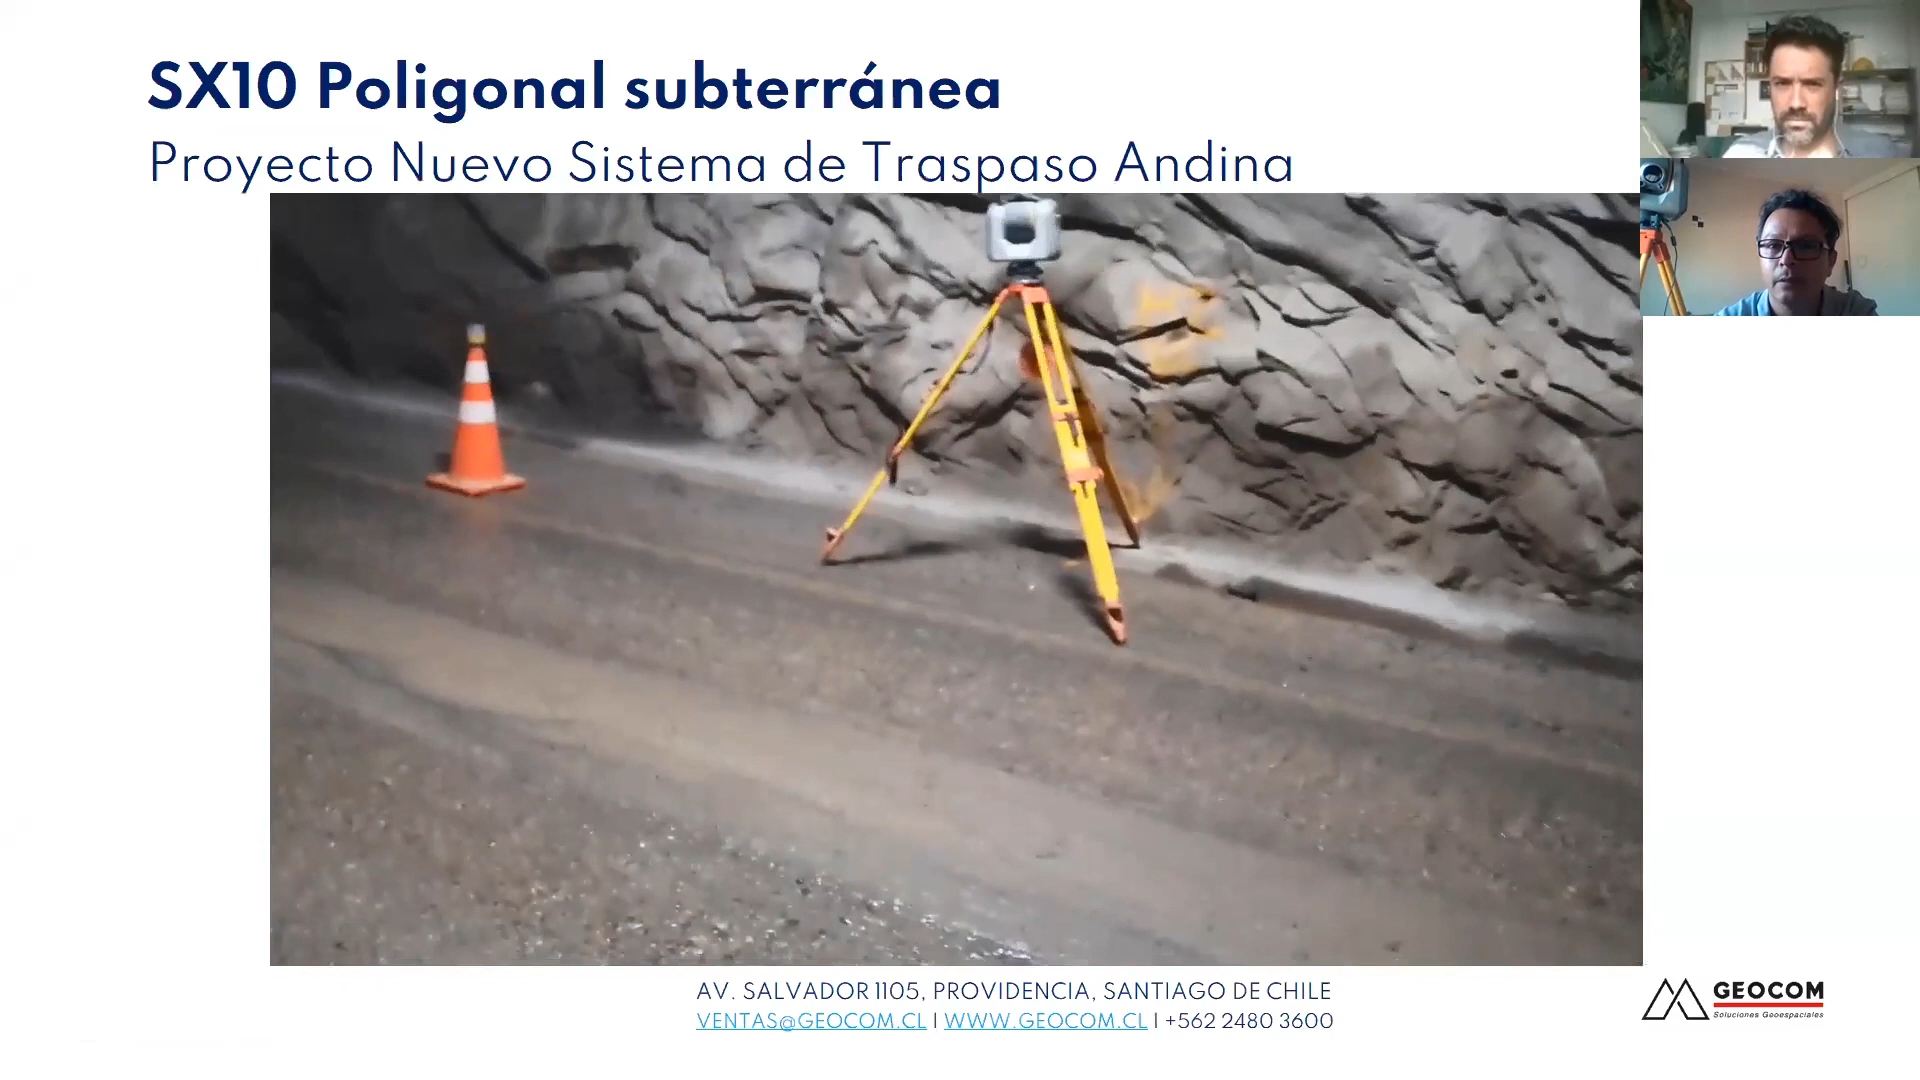 SX10 Poligonal subterránea
Proyecto Nuevo Sistema de Traspaso Andina
AV. SALVADOR 1105, PROVIDENCIA, SANTIAGO DE CHILE
VENTAS@GEOCOM.CL | WWW.GEOCOM.CL | +562 2480 3600
GEOCOM
Soluciones Geoespaciales